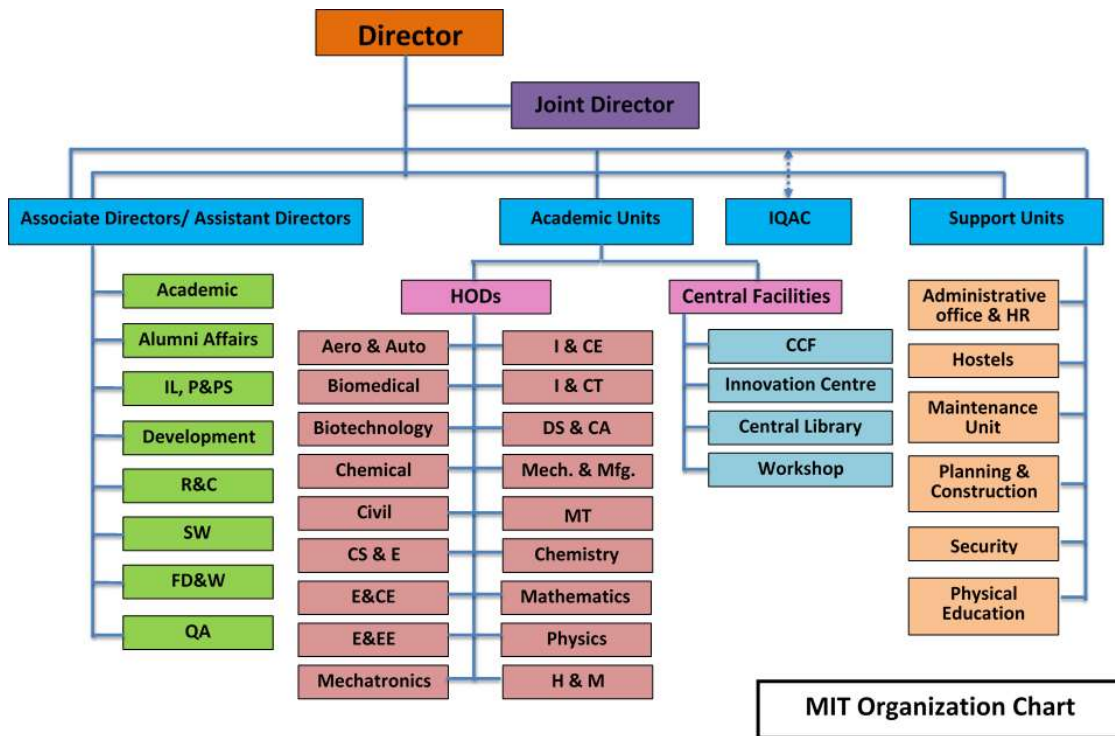 Director
Joint Director
Associate Directors/ Assistant Directors
Academic Units
IQAC
Support Units
Academic
Alumni Affairs
IL, P&PS
Development
R&C
SW
FD&W
QA
HODs
Aero & Auto
Biomedical
Biotechnology
Chemical
Civil
CS & E
E&CE
E&EE
Mechatronics
I & CE
I & CT
DS & CA
Mech. & Mfg.
MT
Chemistry
Mathematics
Physics
H & M
Central Facilities
CCF
Innovation Centre
Central Library
Workshop
Administrative
office & HR
Hostels
Maintenance
Unit
Planning &
Construction
Security
Physical
Education
MIT Organization Chart